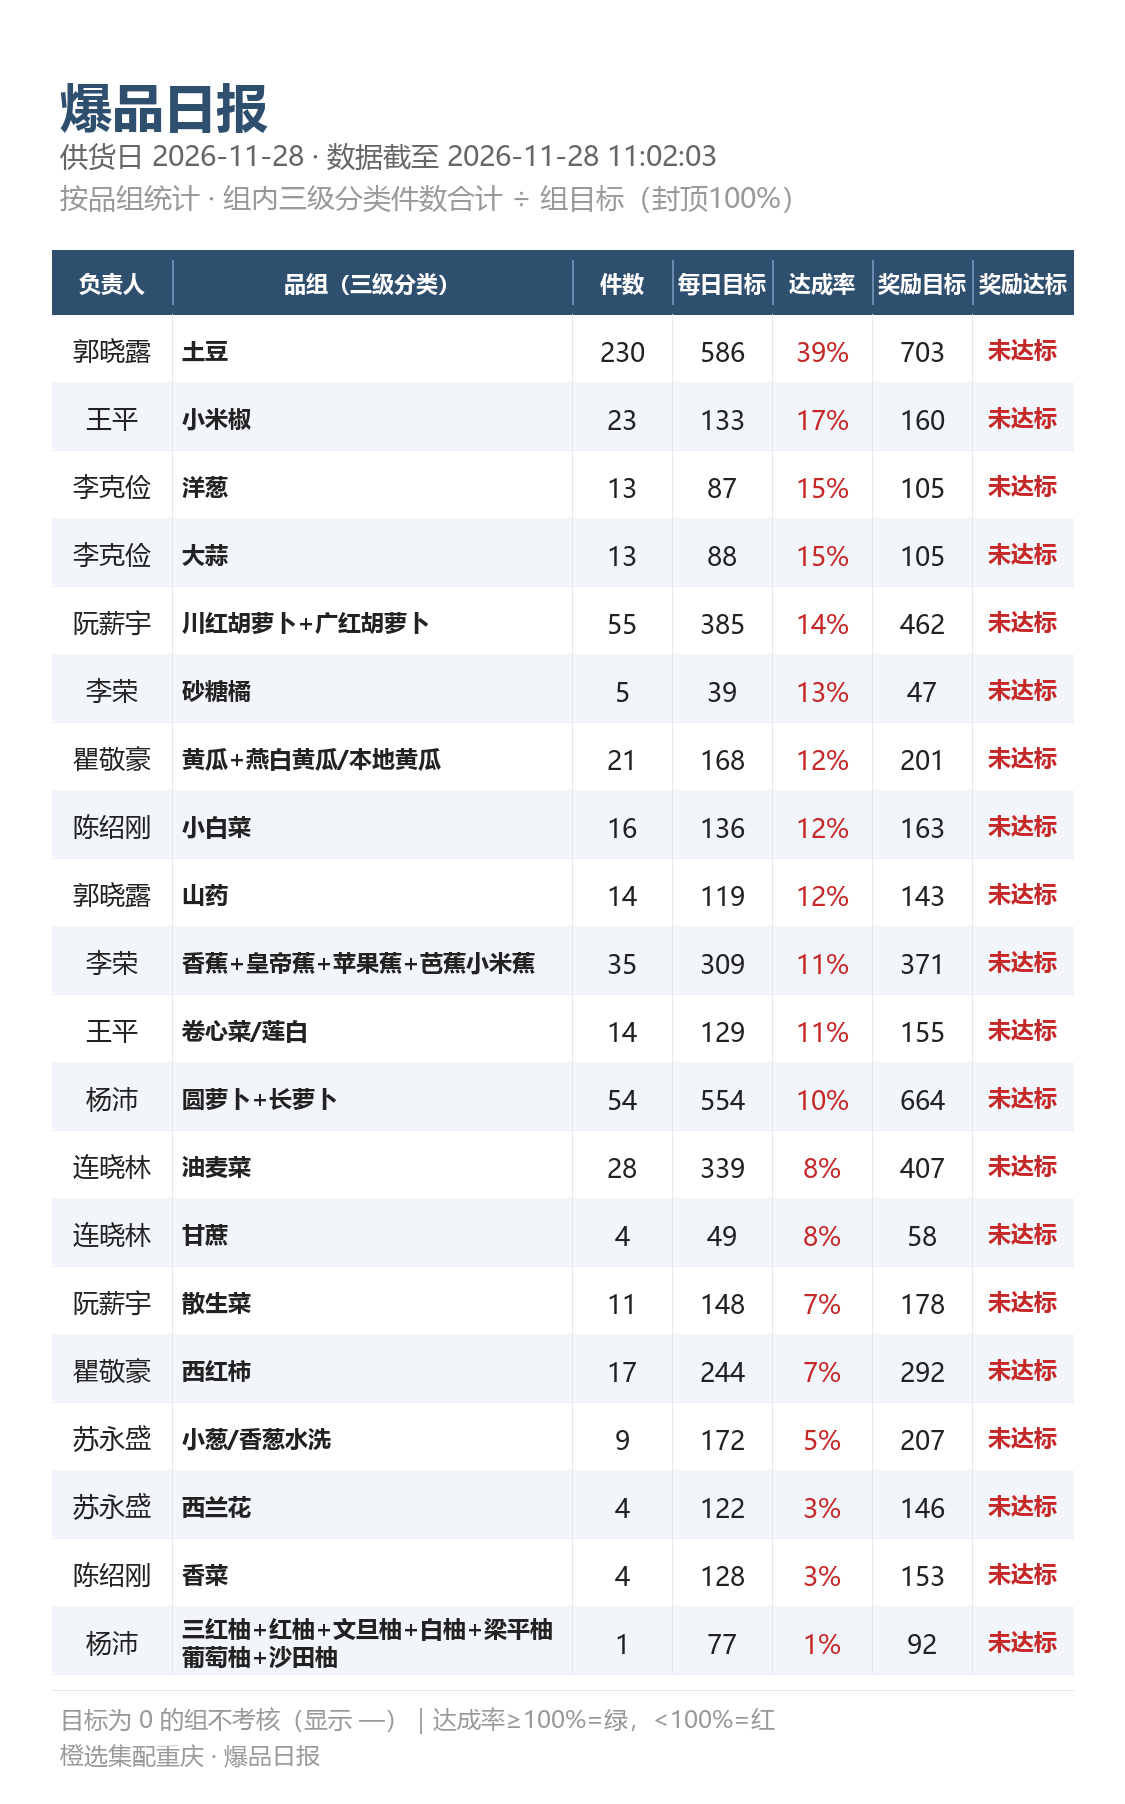 爆品日报
供货日 2026-11-28 · 数据截至 2026-11-28 11:02:03
按品组统计 · 组内三级分类件数合计 ÷ 组目标（封顶100%）
负责人 品组（三级分类） 件数 每日目标 达成率 奖励目标 奖励达标
郭晓露 土豆 230 586 39% 703 未达标
王平 小米椒 23 133 17% 160 未达标
李克俭 洋葱 13 87 15% 105 未达标
李克俭 大蒜 13 88 15% 105 未达标
阮薪宇 川红胡萝卜+广红胡萝卜 55 385 14% 462 未达标
李荣 砂糖橘 5 39 13% 47 未达标
瞿敬豪 黄瓜+燕白黄瓜/本地黄瓜 21 168 12% 201 未达标
陈绍刚 小白菜 16 136 12% 163 未达标
郭晓露 山药 14 119 12% 143 未达标
李荣 香蕉+皇帝蕉+苹果蕉+芭蕉小米蕉 35 309 11% 371 未达标
王平 卷心菜/莲白 14 129 11% 155 未达标
杨沛 圆萝卜+长萝卜 54 554 10% 664 未达标
连晓林 油麦菜 28 339 8% 407 未达标
连晓林 甘蔗 4 49 8% 58 未达标
阮薪宇 散生菜 11 148 7% 178 未达标
瞿敬豪 西红柿 17 244 7% 292 未达标
苏永盛 小葱/香葱水洗 9 172 5% 207 未达标
苏永盛 西兰花 4 122 3% 146 未达标
陈绍刚 香菜 4 128 3% 153 未达标
杨沛 三红柚+红柚+文旦柚+白柚+梁平柚 1 77 1% 92 未达标
葡萄柚+沙田柚
目标为 0 的组不考核（显示 —）｜达成率≥100%=绿，<100%=红
橙选集配重庆 · 爆品日报